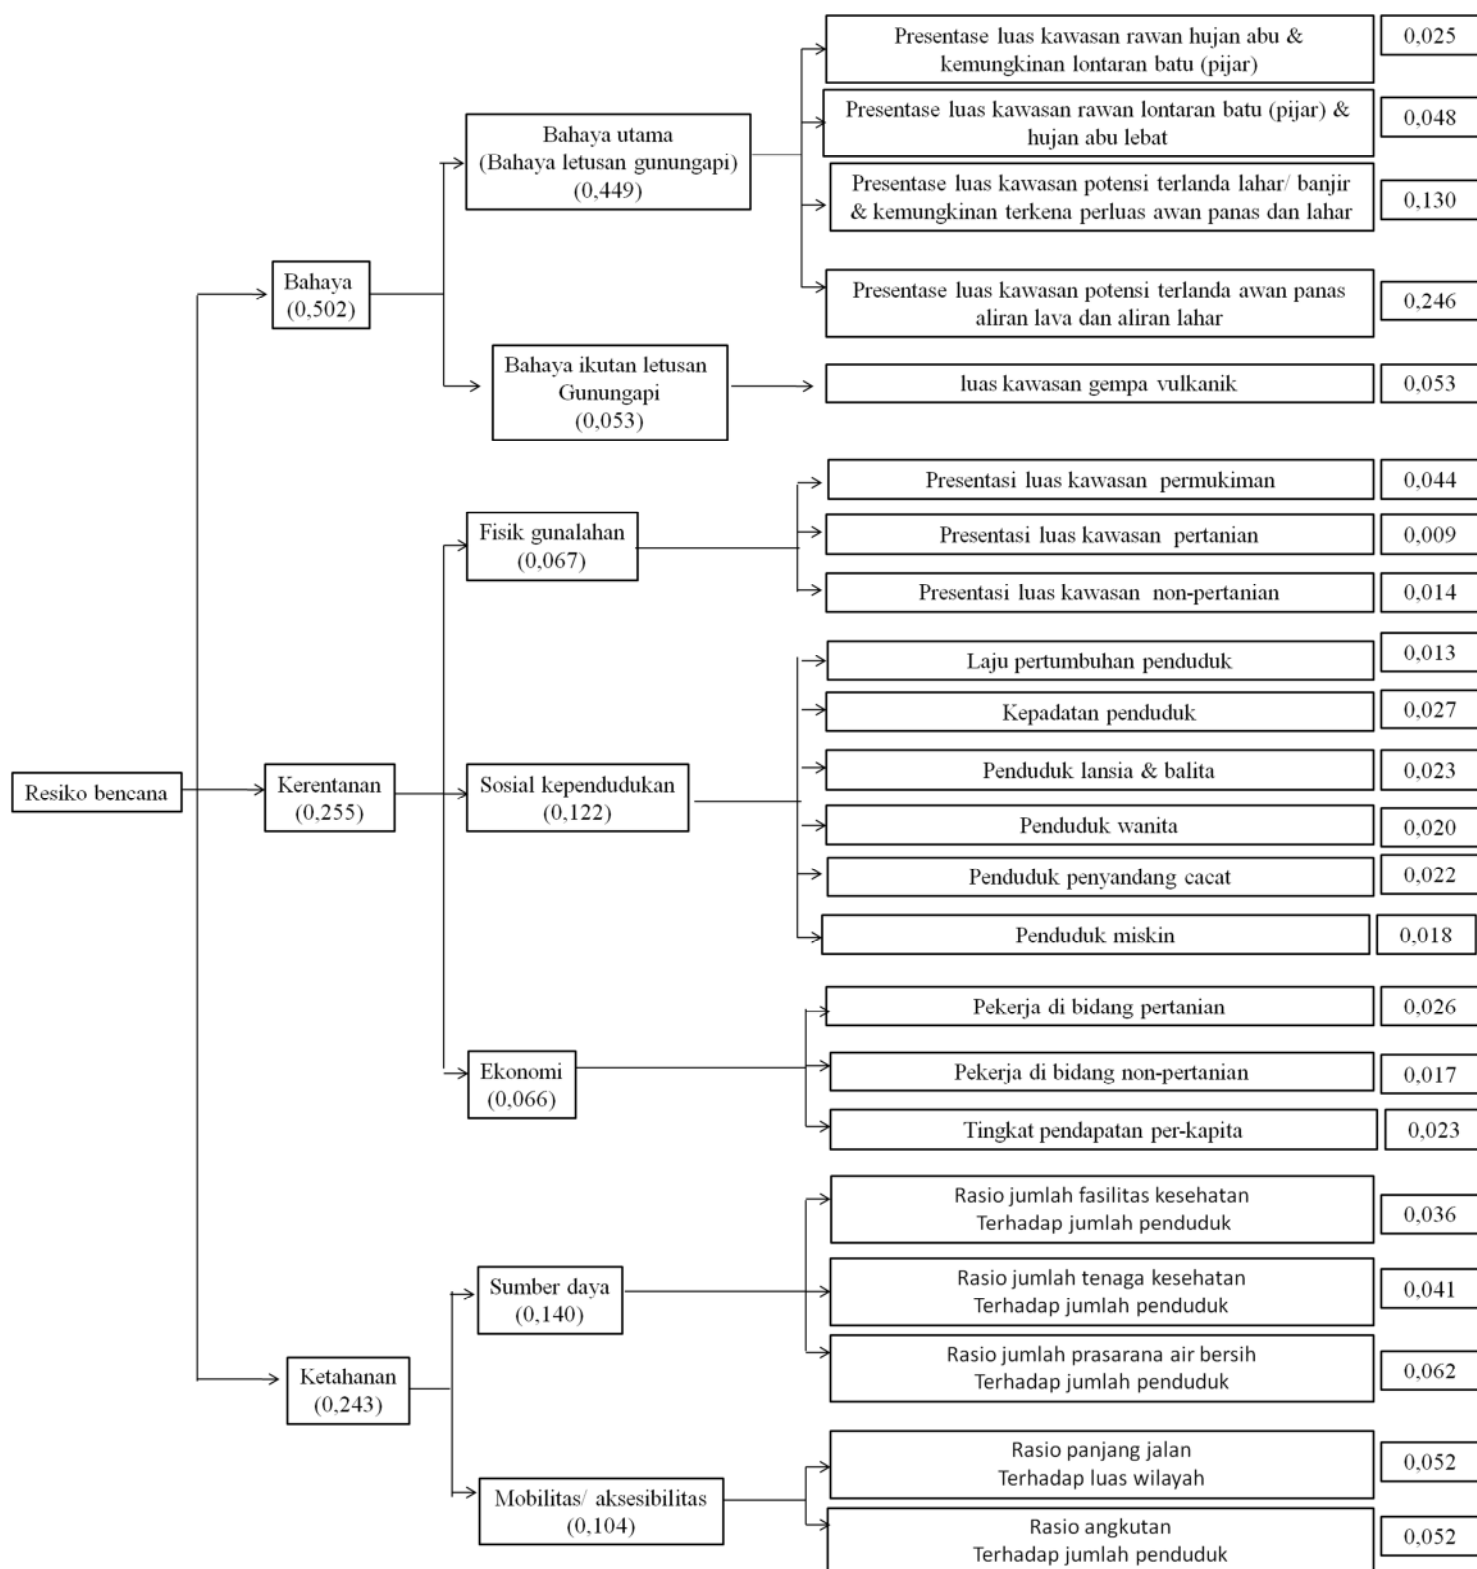 Resiko bencana
Bahaya
(0,502)
Bahaya utama
(Bahaya letusan gunungapi)
(0,449)
Presentase luas kawasan rawan hujan abu &
kemungkinan lontaran batu (pijar)
0,025
Presentase luas kawasan rawan lontaran batu (pijar) &
hujan abu lebat
0,048
Presentase luas kawasan potensi terlanda lahar/ banjir
& kemungkinan terkena perluas awan panas dan lahar
0,130
Presentase luas kawasan potensi terlanda awan panas
aliran lava dan aliran lahar
0,246
Bahaya ikutan letusan
Gunungapi
(0,053)
luas kawasan gempa vulkanik
0,053
Kerentanan
(0,255)
Fisik gunalahan
(0,067)
Presentasi luas kawasan permukiman
0,044
Presentasi luas kawasan pertanian
0,009
Presentasi luas kawasan non-pertanian
0,014
Sosial kependudukan
(0,122)
Laju pertumbuhan penduduk
0,013
Kepadatan penduduk
0,027
Penduduk lansia & balita
0,023
Penduduk wanita
0,020
Penduduk penyandang cacat
0,022
Penduduk miskin
0,018
Ekonomi
(0,066)
Pekerja di bidang pertanian
0,026
Pekerja di bidang non-pertanian
0,017
Tingkat pendapatan per-kapita
0,023
Ketahanan
(0,243)
Sumber daya
(0,140)
Rasio jumlah fasilitas kesehatan
Terhadap jumlah penduduk
0,036
Rasio jumlah tenaga kesehatan
Terhadap jumlah penduduk
0,041
Rasio jumlah prasarana air bersih
Terhadap jumlah penduduk
0,062
Mobilitas/ aksesibilitas
(0,104)
Rasio panjang jalan
Terhadap luas wilayah
0,052
Rasio angkutan
Terhadap jumlah penduduk
0,052